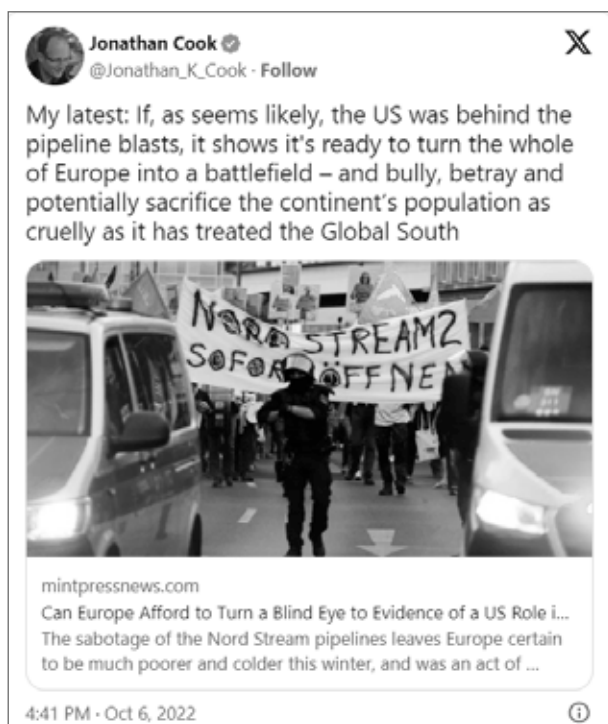 Jonathan Cook
@Jonathan_K_Cook · Follow
My latest: If, as seems likely, the US was behind the
pipeline blasts, it shows it's ready to turn the whole
of Europe into a battlefield – and bully, betray and
potentially sacrifice the continent's population as
cruelly as it has treated the Global South
NORD STREAM2
SOFORT ÖFFNEN
mintpressnews.com
Can Europe Afford to Turn a Blind Eye to Evidence of a US Role i...
The sabotage of the Nord Stream pipelines leaves Europe certain
to be much poorer and colder this winter, and was an act of ...
4:41 PM · Oct 6, 2022